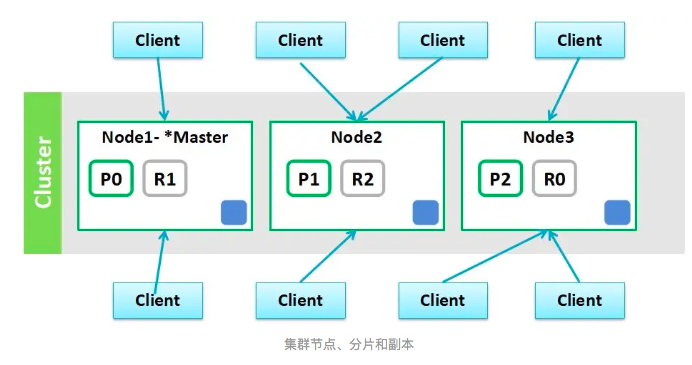 Client
Client
Client
Client
Cluster
Node1- *Master
P0
R1
Node2
P1
R2
Node3
P2
R0
Client
Client
Client
Client
集群节点、分片和副本